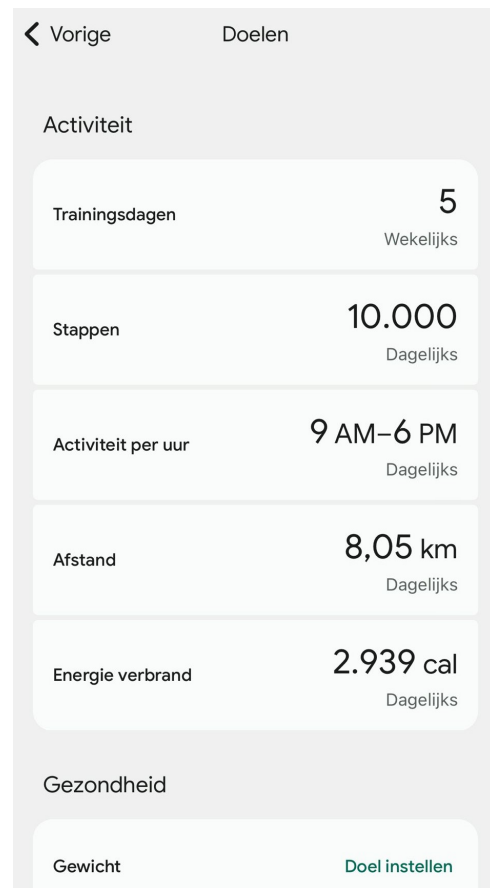 Vorige
Doelen
Activiteit
Trainingsdagen
5
Wekelijks
Stappen
10.000
Dagelijks
Activiteit per uur
9 AM–6 PM
Dagelijks
Afstand
8,05 km
Dagelijks
Energie verbrand
2.939 cal
Dagelijks
Gezondheid
Gewicht
Doel instellen